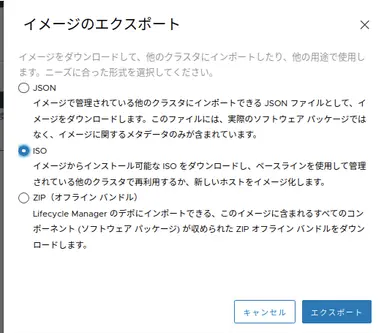 イメージのエクスポート
イメージをダウンロードして、他のクラスタにインポートしたり、他の用途で使用し
ます。ニーズに合った形式を選択してください。
JSON
イメージで管理されている他のクラスタにインポートできる JSON ファイルとして、イ
メージをダウンロードします。このファイルには、実際のソフトウェア パッケージでは
なく、イメージに関するメタデータのみが含まれています。
ISO
イメージからインストール可能な ISO をダウンロードし、ベースラインを使用して管理
されている他のクラスタで再利用するか、新しいホストをイメージ化します。
ZIP（オフライン バンドル）
Lifecycle Manager のデポにインポートできる、このイメージに含まれるすべてのコン
ポーネント (ソフトウェア パッケージ) が収められた ZIP オフライン バンドルをダウン
ロードします。
キャンセル
エクスポート